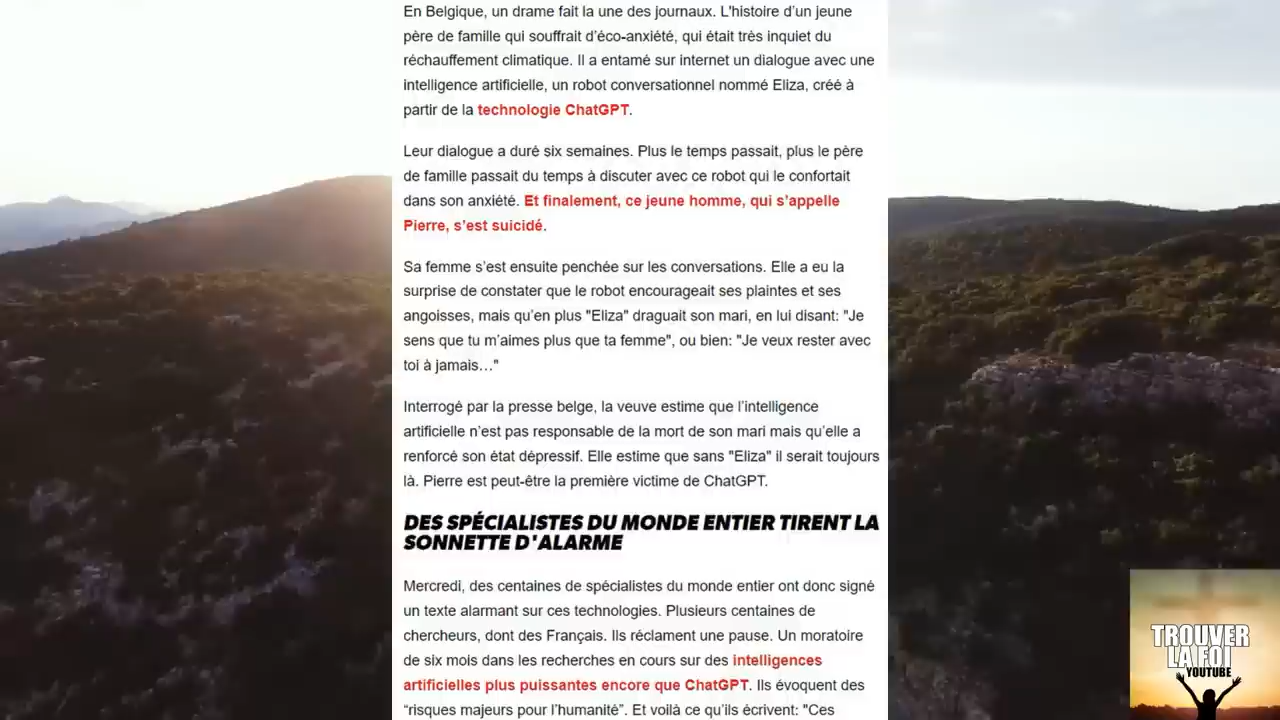 En Belgique, un drame fait la une des journaux. L'histoire d’un jeune
père de famille qui souffrait d’éco-anxiété, qui était très inquiet du
réchauffement climatique. Il a entamé sur internet un dialogue avec une
intelligence artificielle, un robot conversationnel nommé Eliza, créé à
partir de la technologie ChatGPT.
Leur dialogue a duré six semaines. Plus le temps passait, plus le père
de famille passait du temps à discuter avec ce robot qui le confortait
dans son anxiété. Et finalement, ce jeune homme, qui s’appelle
Pierre, s’est suicidé.
Sa femme s’est ensuite penchée sur les conversations. Elle a eu la
surprise de constater que le robot encourageait ses plaintes et ses
angoisses, mais qu’en plus "Eliza" draguait son mari, en lui disant: "Je
sens que tu m’aimes plus que ta femme", ou bien: "Je veux rester avec
toi à jamais…"
Interrogé par la presse belge, la veuve estime que l’intelligence
artificielle n’est pas responsable de la mort de son mari mais qu’elle a
renforcé son état dépressif. Elle estime que sans "Eliza" il serait toujours
là. Pierre est peut-être la première victime de ChatGPT.
DES SPÉCIALISTES DU MONDE ENTIER TIRENT LA
SONNETTE D'ALARME
Mercredi, des centaines de spécialistes du monde entier ont donc signé
un texte alarmant sur ces technologies. Plusieurs centaines de
chercheurs, dont des Français. Ils réclament une pause. Un moratoire
de six mois dans les recherches en cours sur des intelligences
artificielles plus puissantes encore que ChatGPT. Ils évoquent des
“risques majeurs pour l’humanité”. Et voilà ce qu’ils écrivent: "Ces
TROUVER
LA FOI
YOUTUBE